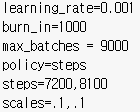 learning_rate=0.001
burn_in=1000
max_batches = 9000
policy=steps
steps=7200,8100
scales=.1,.1